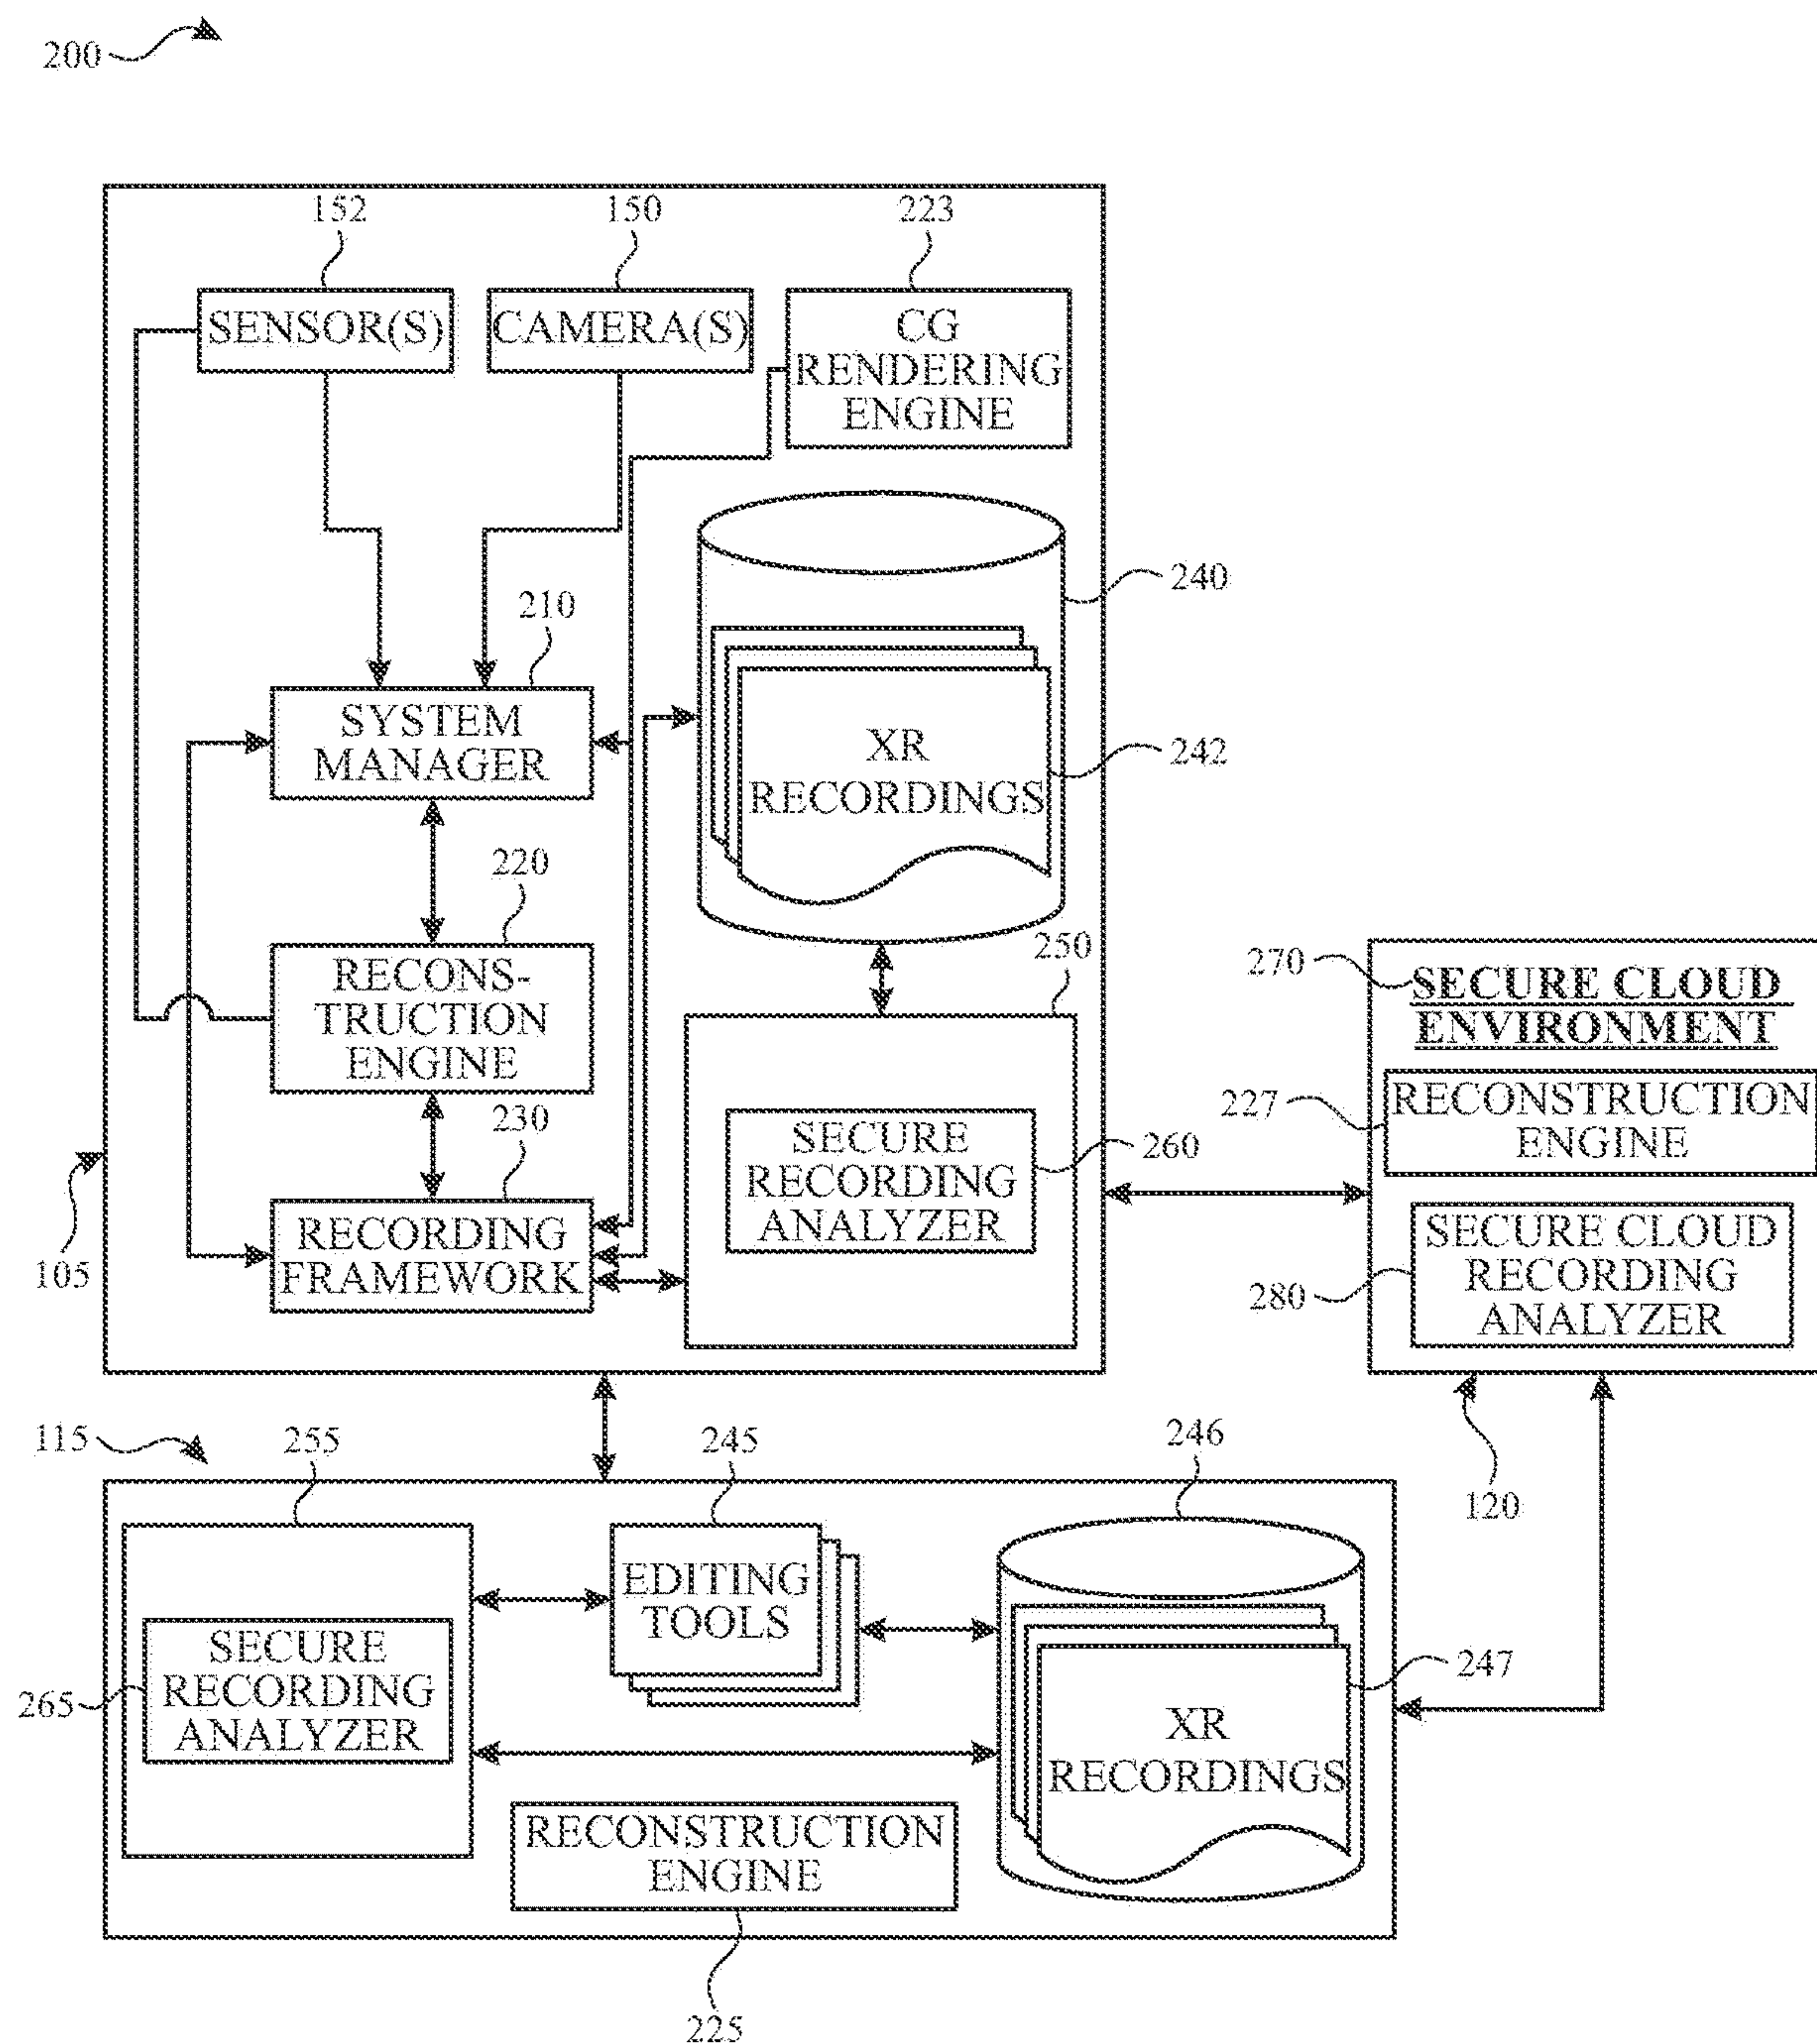 200
152
150
223
SENSOR(S)
CAMERA(S)
CG
RENDERING
ENGINE
240
210
SYSTEM
MANAGER
XR
RECORDINGS
242
220
RECONS-
TRUCTION
ENGINE
250
270
SECURE CLOUD
ENVIRONMENT
227
RECONSTRUCTION
ENGINE
230
SECURE
RECORDING
ANALYZER
260
RECORDING
FRAMEWORK
105
280
SECURE CLOUD
RECORDING
ANALYZER
115
255
245
246
120
EDITING
TOOLS
SECURE
RECORDING
ANALYZER
265
247
XR
RECORDINGS
RECONSTRUCTION
ENGINE
225